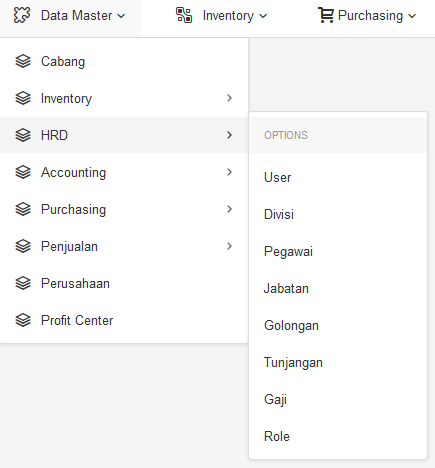 Data Master Inventory Purchasing
Cabang
Inventory
HRD
Accounting
Purchasing
Penjualan
Perusahaan
Profit Center
OPTIONS
User
Divisi
Pegawai
Jabatan
Golongan
Tunjangan
Gaji
Role